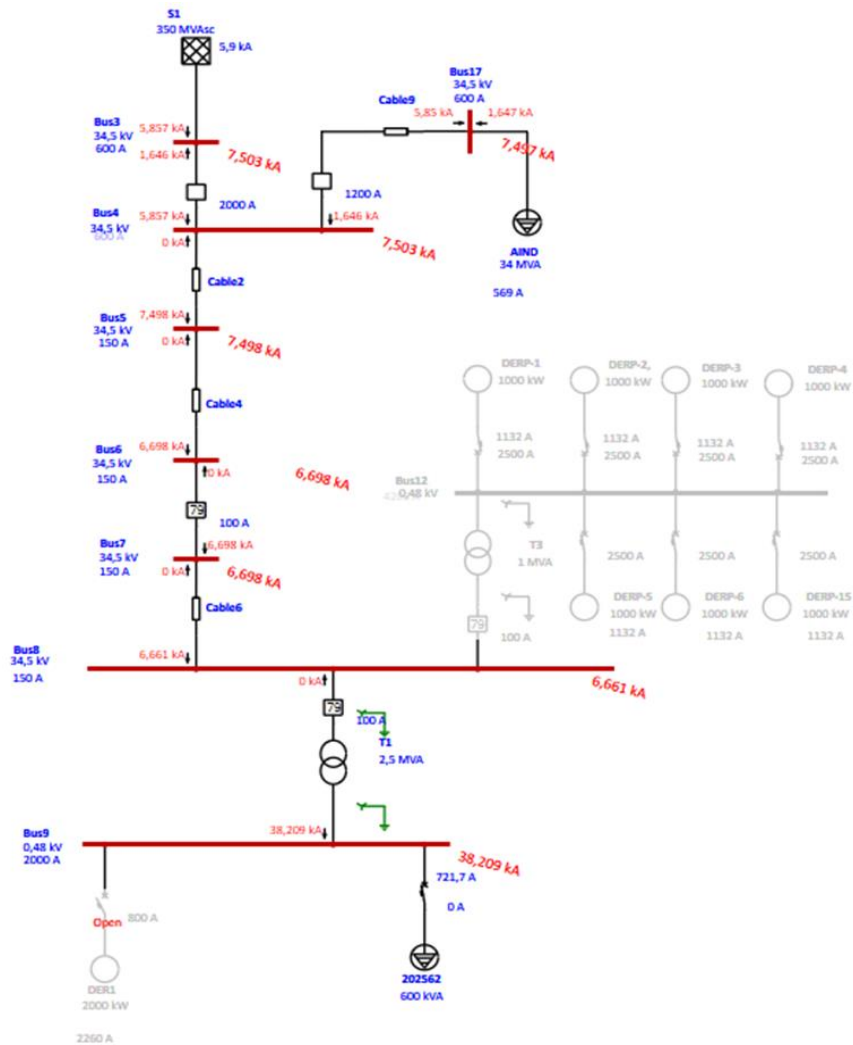 S1
350 MVAsc
5,9 kA
Bus3
34,5 kV
600 A
5,857 kA
1,646 kA
7,503 kA
2000 A
Cable9
Bus17
34,5 kV
600 A
5,85 kA
1,647 kA
7,497 kA
1200 A
AIND
34 MVA
569 A
Bus4
34,5 kV
600 A
5,857 kA
0 kA
1,646 kA
7,503 kA
Cable2
Bus5
34,5 kV
150 A
7,498 kA
0 kA
7,498 kA
Cable4
Bus6
34,5 kV
150 A
6,698 kA
0 kA
6,698 kA
79
100 A
Bus7
34,5 kV
150 A
6,698 kA
0 kA
6,698 kA
Cable6
DERP-1
1000 kW
DERP-2,
1000 kW
DERP-3
1000 kW
DERP-4
1000 kW
1132 A
2500 A
1132 A
2500 A
1132 A
2500 A
1132 A
2500 A
Bus12
0,48 kV
T3
1 MVA
79
100 A
2500 A
2500 A
2500 A
DERP-5
1000 kW
1132 A
DERP-6
1000 kW
1132 A
DERP-15
1000 kW
1132 A
Bus8
34,5 kV
150 A
6,661 kA
0 kA
6,661 kA
79
100 A
T1
2,5 MVA
Bus9
0,48 kV
2000 A
38,209 kA
38,209 kA
Open
800 A
DER1
2000 kW
2260 A
721,7 A
0 A
202562
600 kVA